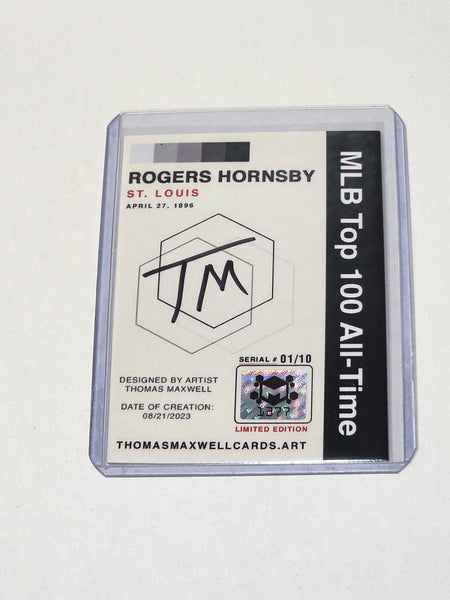 ROGERS HORNSBY
ST. LOUIS
APRIL 27, 1896
TM
SERIAL # 01/10
1277
LIMITED EDITION
DESIGNED BY ARTIST
THOMAS MAXWELL
DATE OF CREATION:
08/21/2023
THOMASMAXWELLCARDS.ART
MLB Top 100 All-Time